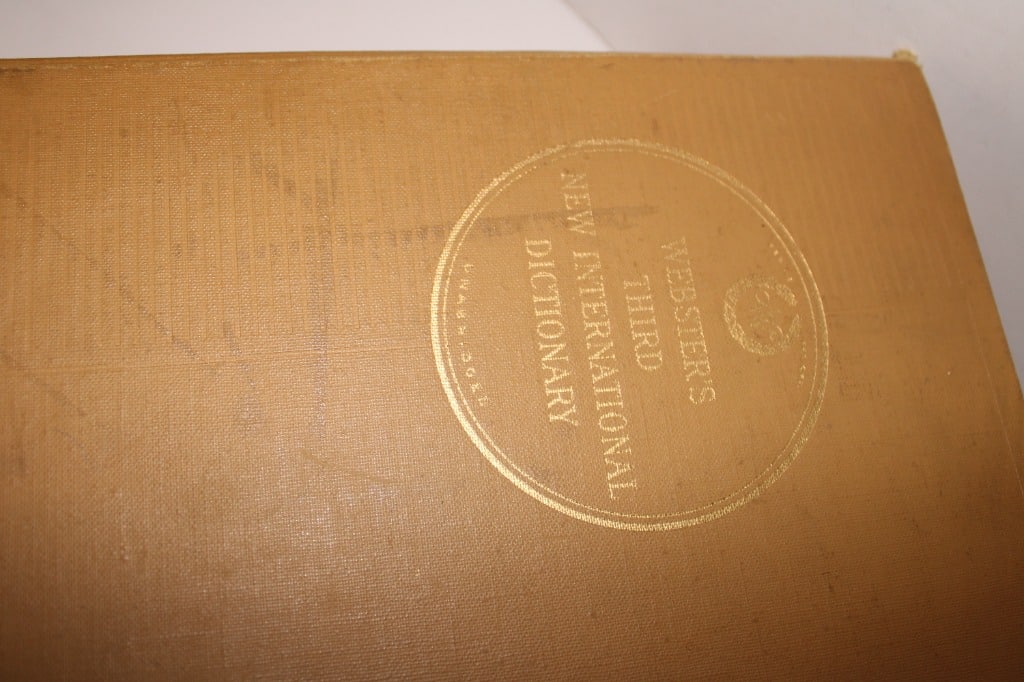 WEBSTER'S
THIRD
NEW INTERNATIONAL
DICTIONARY